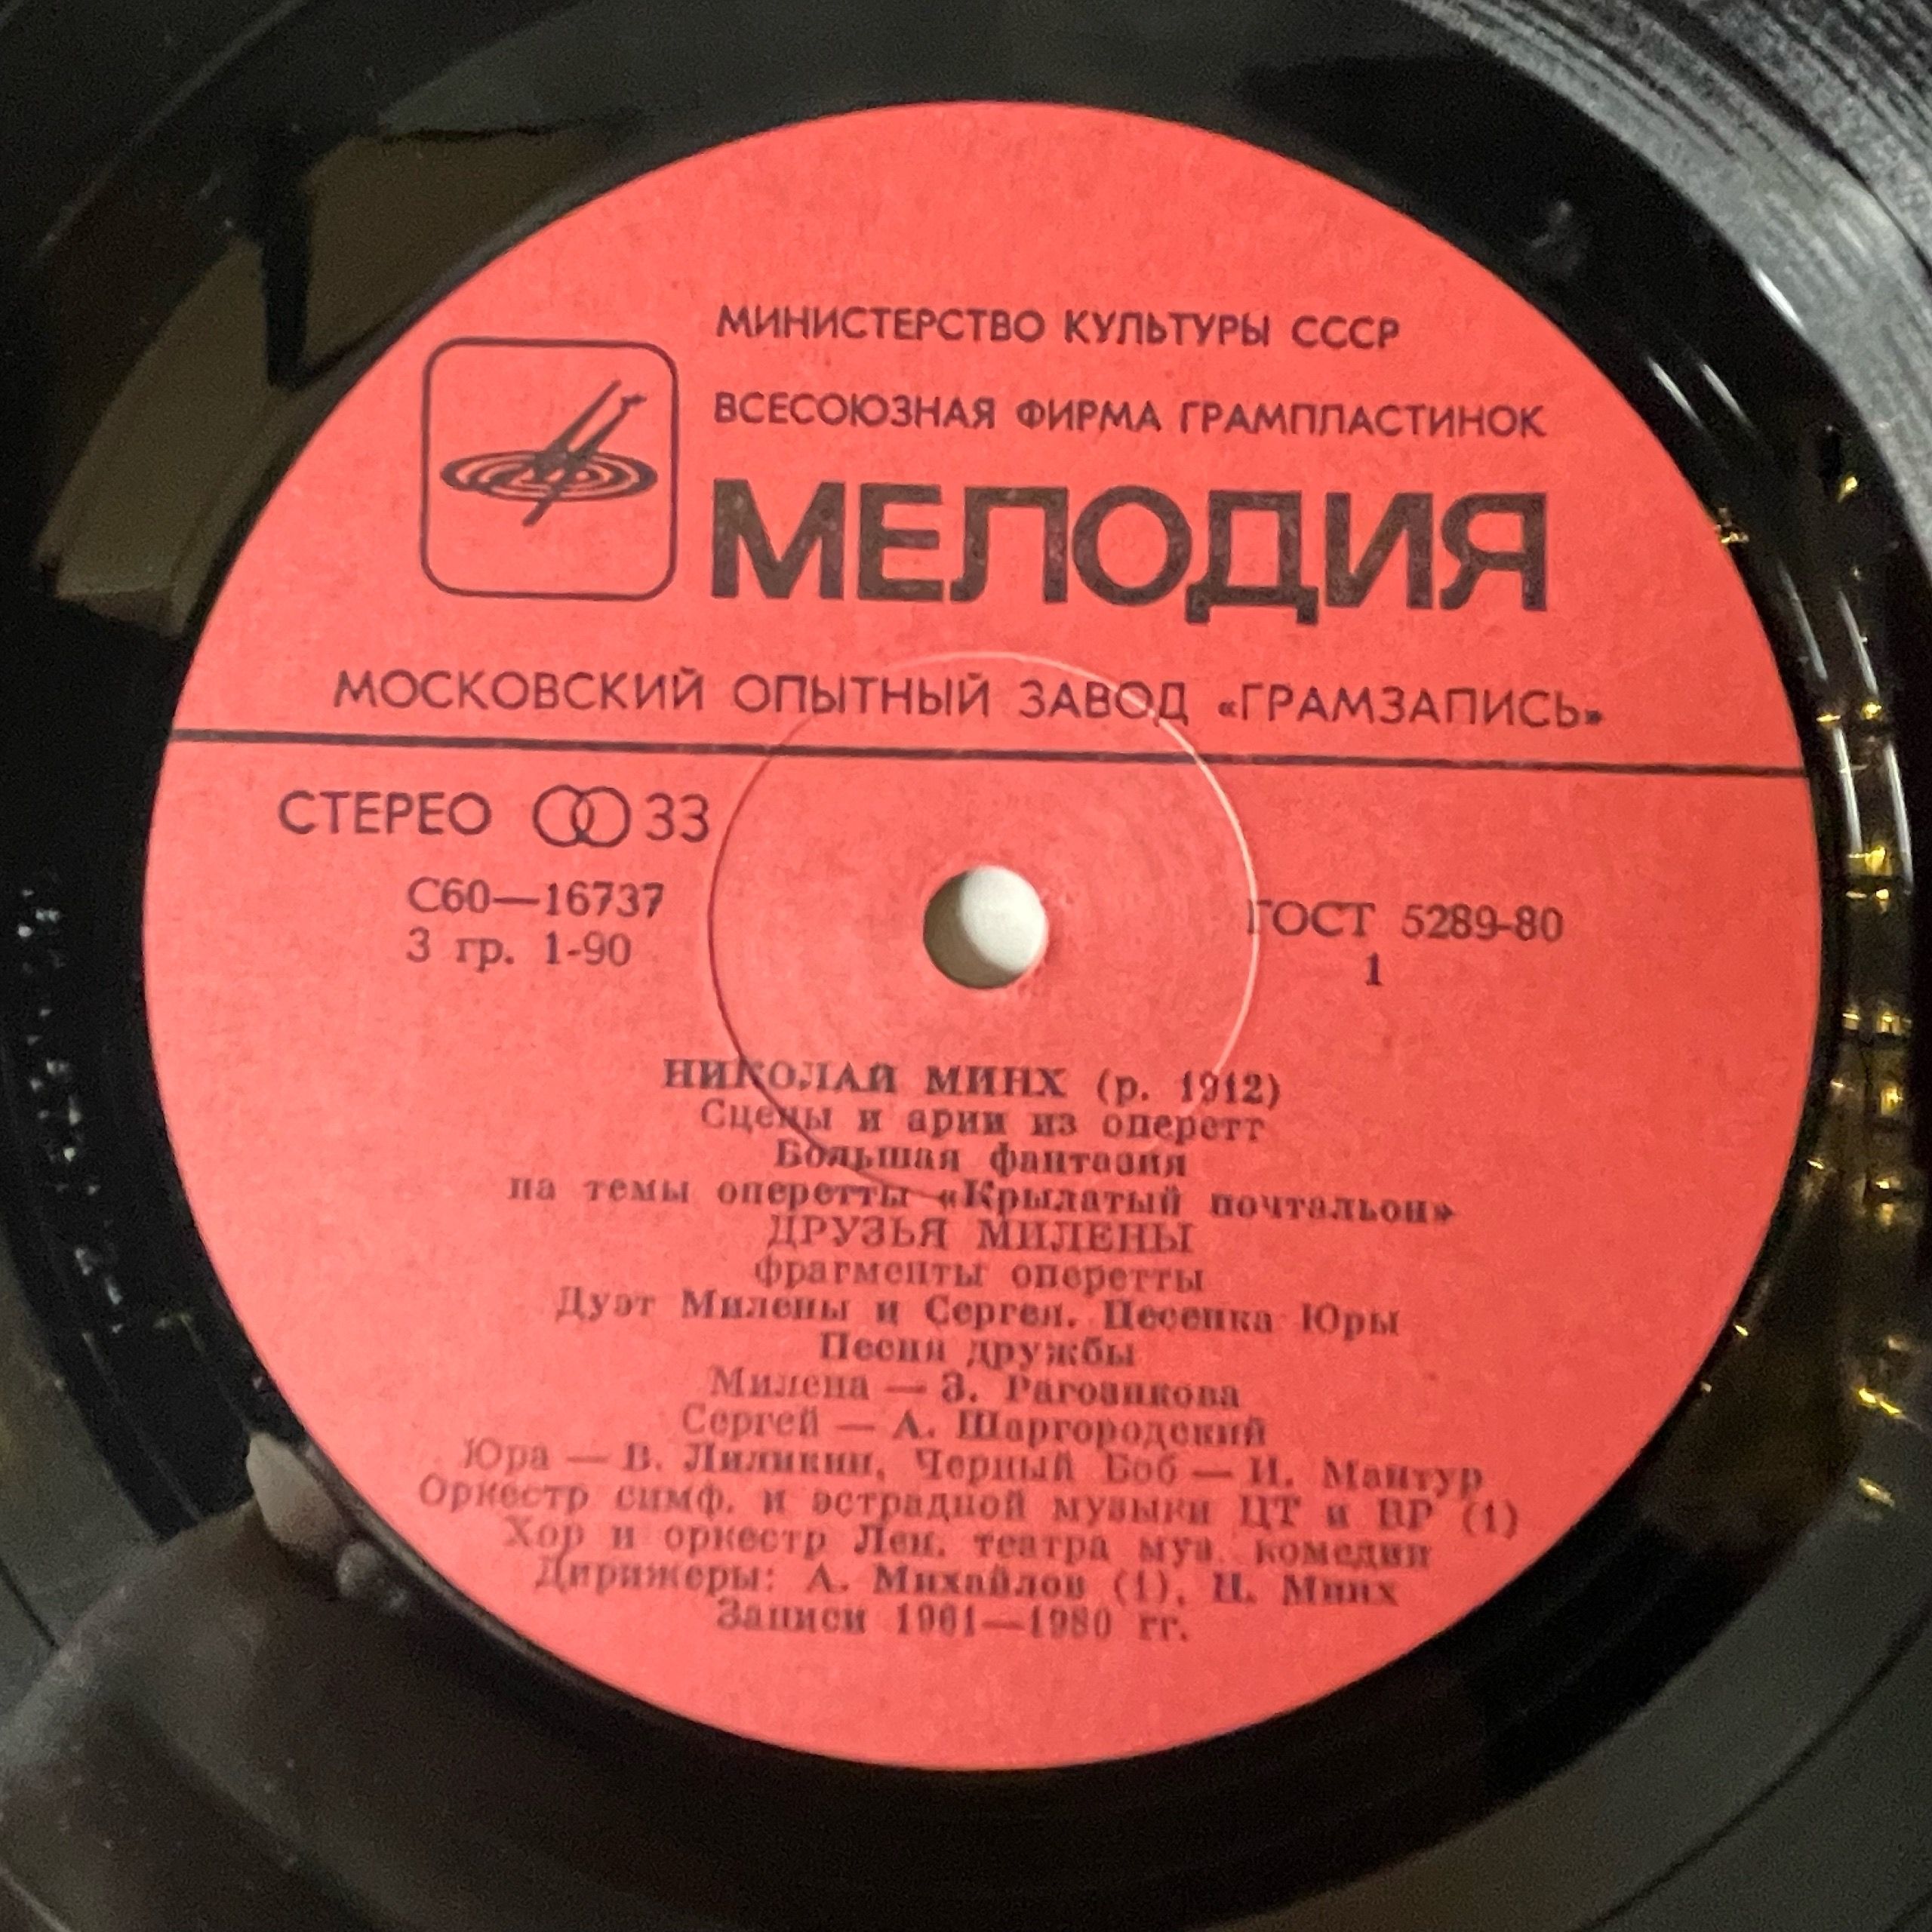 МИНИСТЕРСТВО КУЛЬТУРЫ СССР
ВСЕСОЮЗНАЯ ФИРМА ГРАМПЛАСТИНОК
МЕЛОДИЯ
МОСКОВСКИЙ ОПЫТНЫЙ ЗАВОД «ГРАМЗАПИСЬ»
СТЕРЕО 33
С60—16737
3 гр. 1-90
ГОСТ 5289-80
1
НИКОЛАЙ МИНХ (р. 1912)
Сцены и арии из оперетт
Большая фантазия
на темы оперетты «Крылатый почтальон»
ДРУЗЬЯ МИЛЕНЫ
фрагменты оперетты
Дуэт Милены и Сергея. Песенка Юры
Песня дружбы
Милена — З. Рагозикова
Сергей — А. Шаргородский
Юра — В. Лиликин, Черный Боб — И. Мантур
Оркестр симф. и эстрадной музыки ЦТ и ВР (1)
Хор и оркестр Лен. театра муз. комедии
Дирижеры: А. Михайлов (1), Н. Минх
Записи 1961—1980 гг.